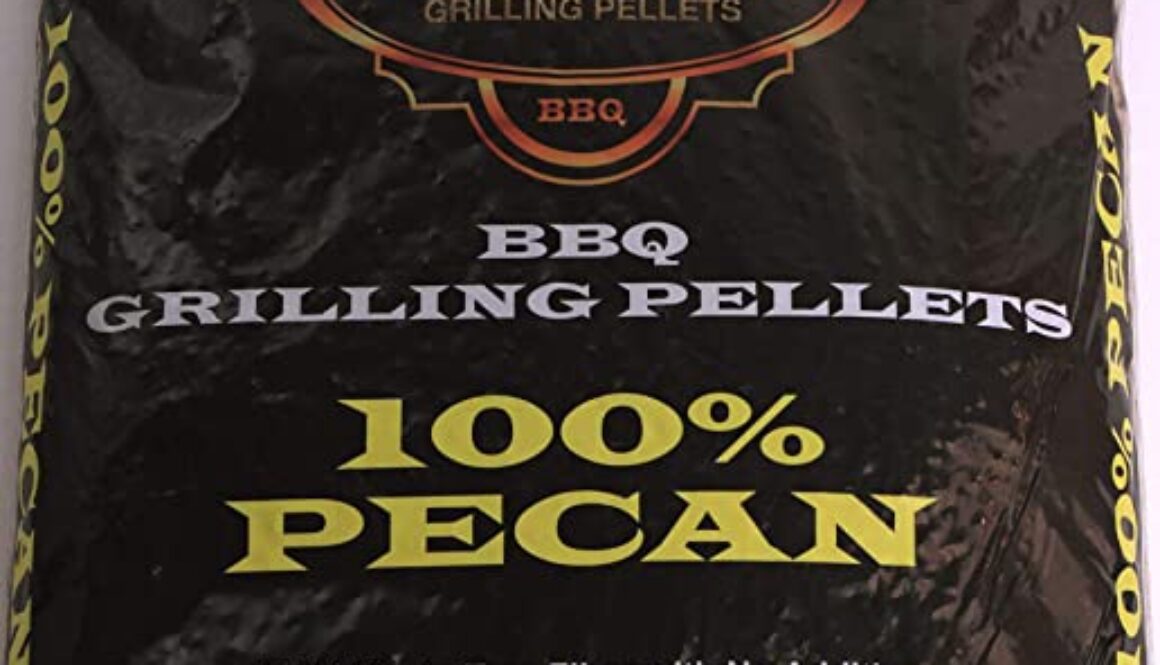 GRILLING PELLETS
BBQ
BBQ
GRILLING PELLETS
100%
PECAN
100% PECAN
100% PECAN